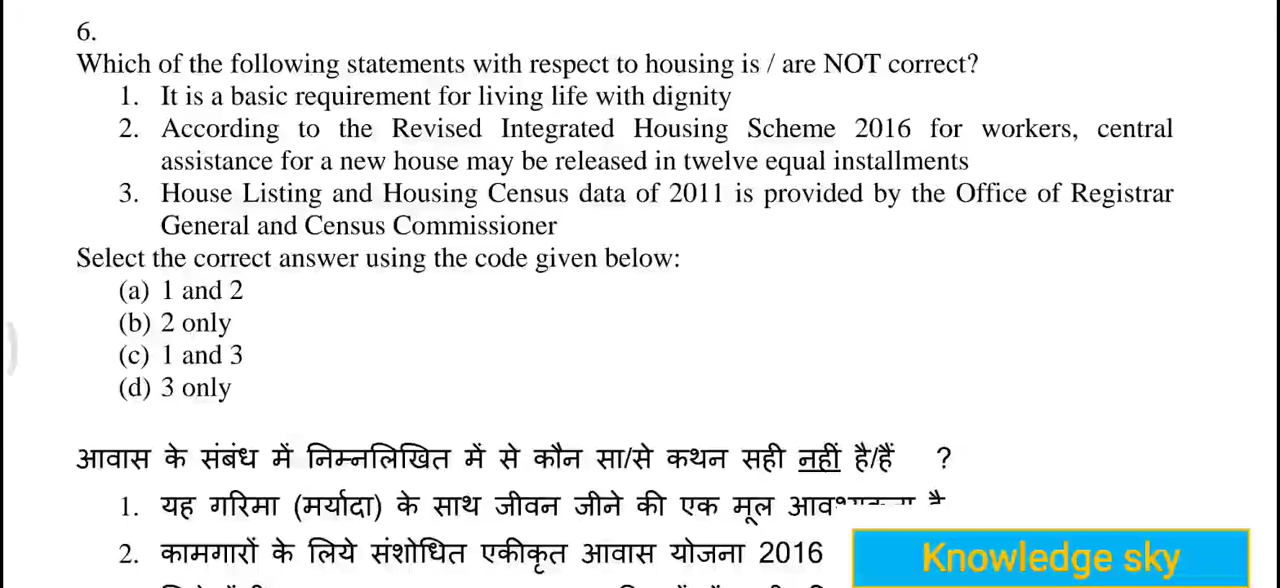 6.
Which of the following statements with respect to housing is / are NOT correct?
1. It is a basic requirement for living life with dignity
2. According to the Revised Integrated Housing Scheme 2016 for workers, central
assistance for a new house may be released in twelve equal installments
3. House Listing and Housing Census data of 2011 is provided by the Office of Registrar
General and Census Commissioner
Select the correct answer using the code given below:
(a) 1 and 2
(b) 2 only
(c) 1 and 3
(d) 3 only
आवास के संबंध में निम्नलिखित में से कौन सा/से कथन सही नहीं है/हैं ?
1. यह गरिमा (मर्यादा) के साथ जीवन जीने की एक मूल
2. कामगारों के लिये संशोधित एकीकृत आवास योजना 2016
Knowledge sky